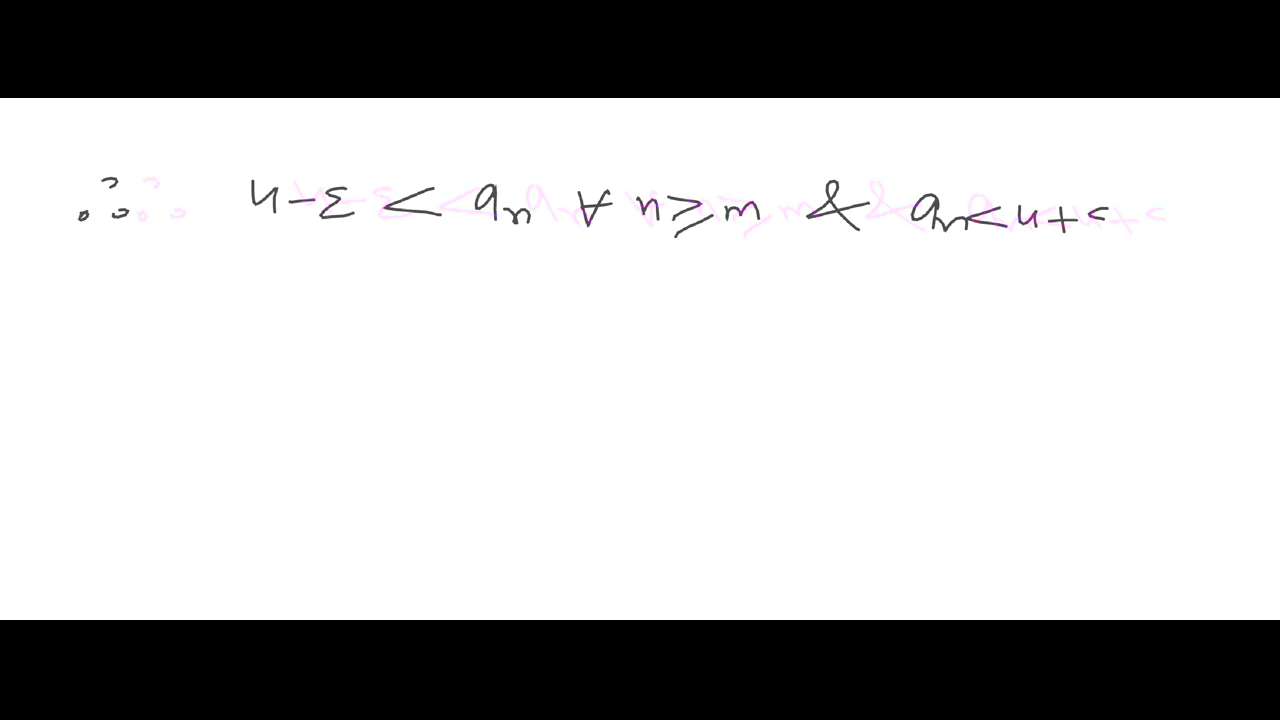 ∴ u-ε < aₙ ∀ n ≥ m & aₙ < u +